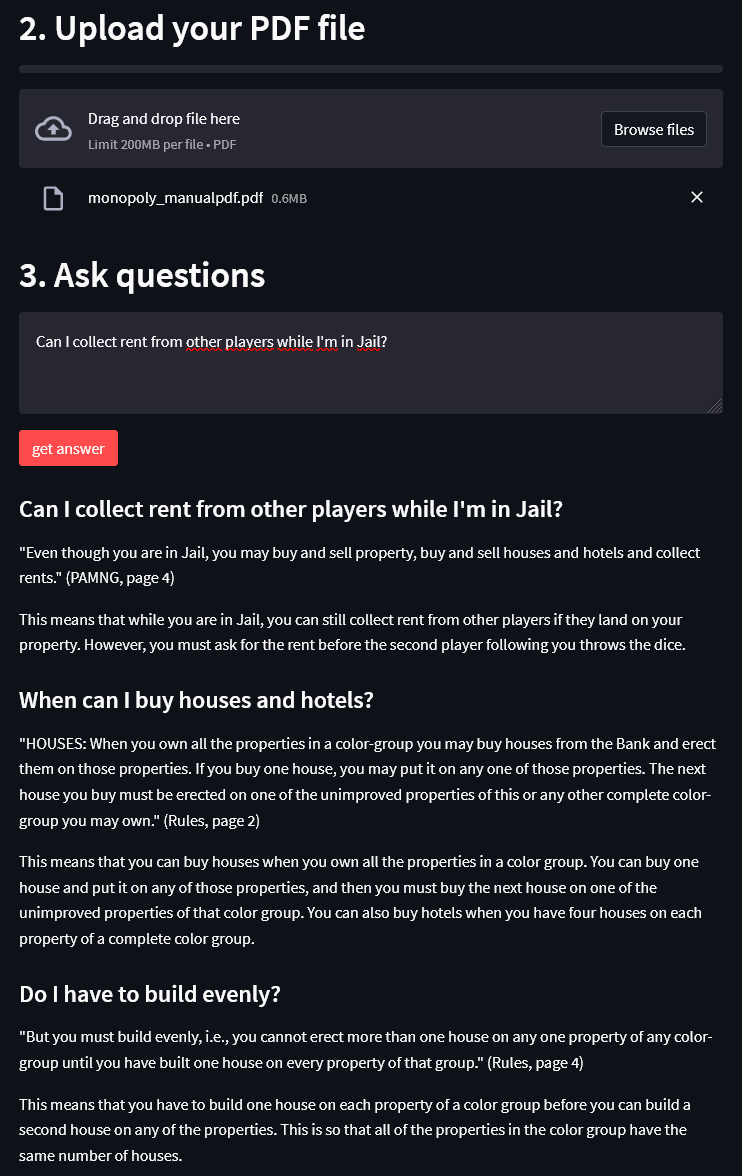 2. Upload your PDF file
Drag and drop file here
Limit 200MB per file • PDF
Browse files
monopoly_manualpdf.pdf 0.6MB
3. Ask questions
Can I collect rent from other players while I'm in Jail?
get answer
Can I collect rent from other players while I'm in Jail?
"Even though you are in Jail, you may buy and sell property, buy and sell houses and hotels and collect
rents." (PAMNG, page 4)
This means that while you are in Jail, you can still collect rent from other players if they land on your
property. However, you must ask for the rent before the second player following you throws the dice.
When can I buy houses and hotels?
"HOUSES: When you own all the properties in a color-group you may buy houses from the Bank and erect
them on those properties. If you buy one house, you may put it on any one of those properties. The next
house you buy must be erected on one of the unimproved properties of this or any other complete color-
group you may own." (Rules, page 2)
This means that you can buy houses when you own all the properties in a color group. You can buy one
house and put it on any of those properties, and then you must buy the next house on one of the
unimproved properties of that color group. You can also buy hotels when you have four houses on each
property of a complete color group.
Do I have to build evenly?
"But you must build evenly, i.e., you cannot erect more than one house on any one property of any color-
group until you have built one house on every property of that group." (Rules, page 4)
This means that you have to build one house on each property of a color group before you can build a
second house on any of the properties. This is so that all of the properties in the color group have the
same number of houses.